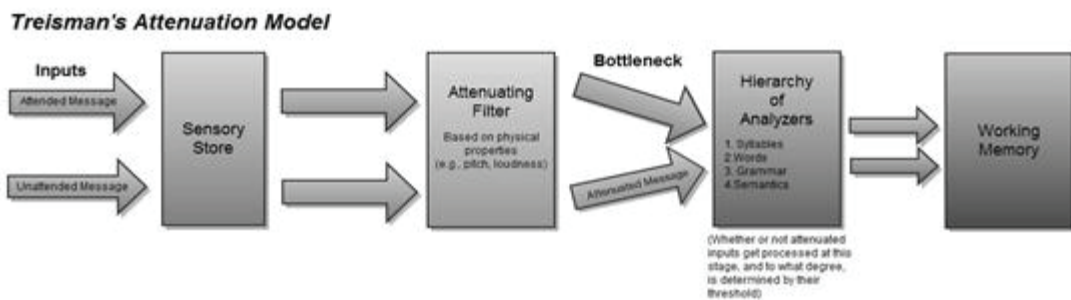 Treisman's Attenuation Model
Inputs
Attended Message
Unattended Message
Sensory
Store
Attenuating
Filter
Based on physical
properties
(e.g., pitch, loudness)
Bottleneck
Attenuated Message
Hierarchy
of
Analyzers
1. Syllables
2.Words
3. Grammar
4.Semantics
(Whether or not attenuated
inputs get processed at this
stage, and to what degree,
is determined by their
threshold)
Working
Memory